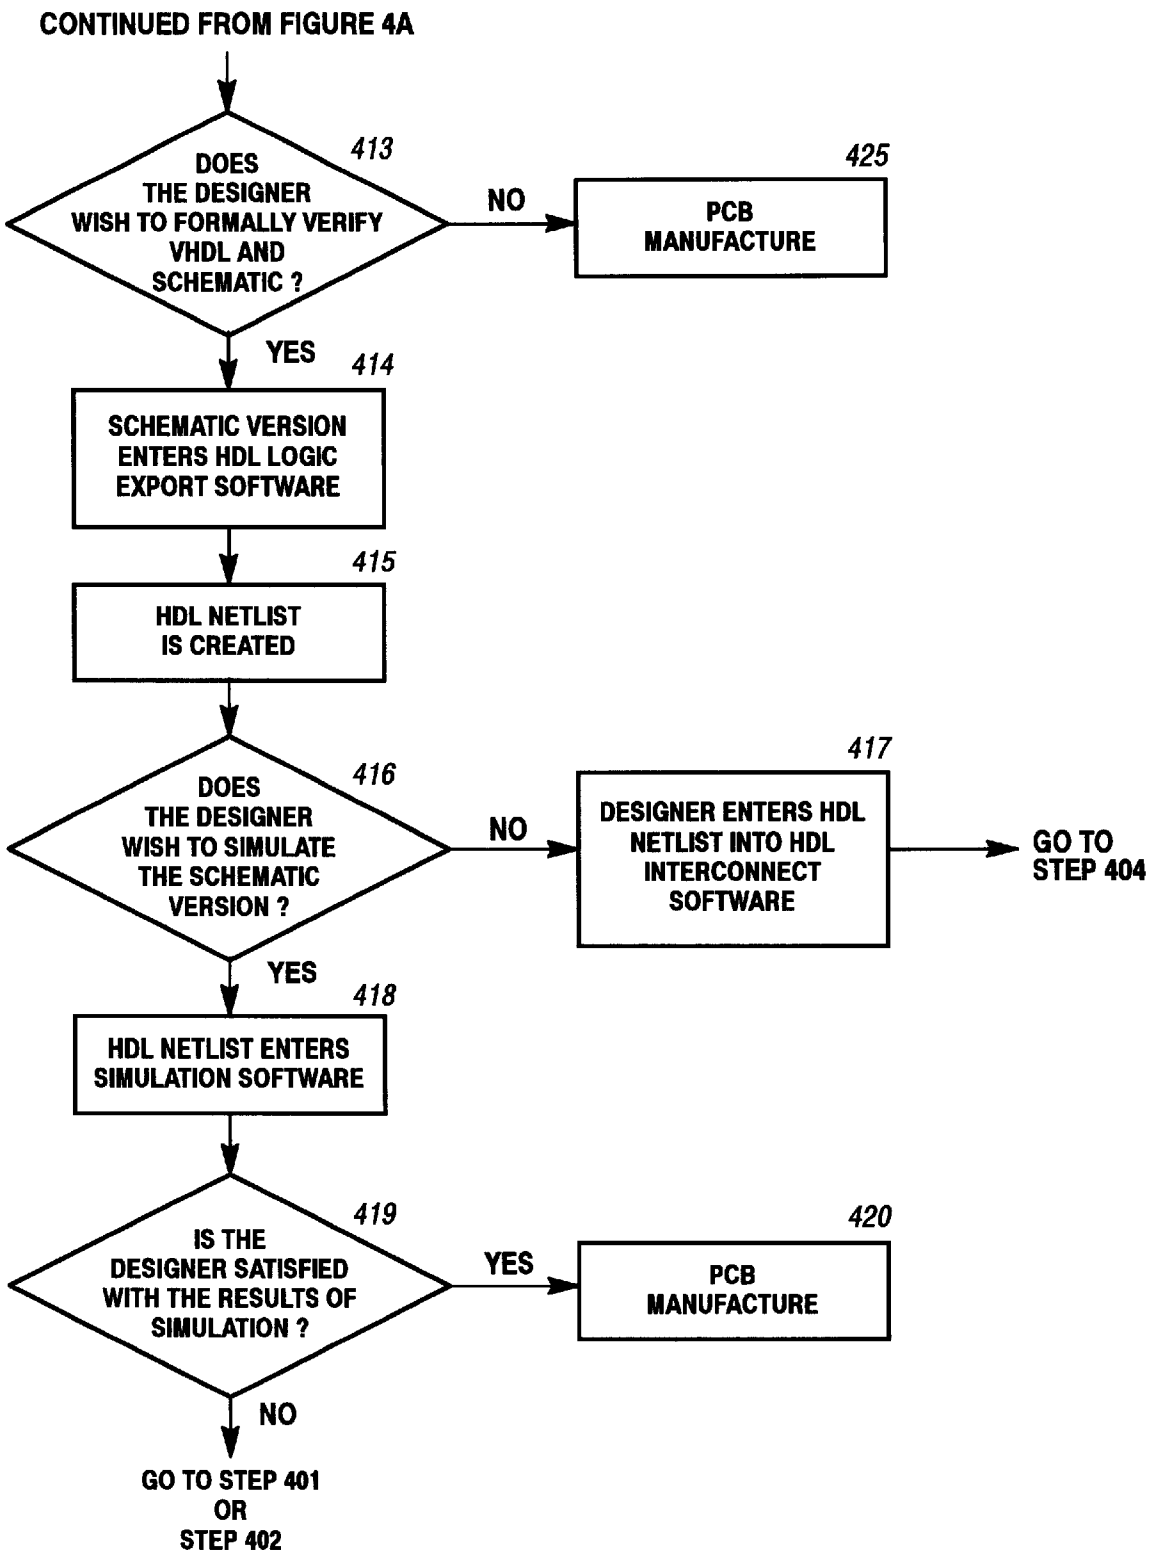 CONTINUED FROM FIGURE 4A
413
DOES
THE DESIGNER
WISH TO FORMALLY VERIFY
VHDL AND
SCHEMATIC ?
NO
425
PCB
MANUFACTURE
YES
414
SCHEMATIC VERSION
ENTERS HDL LOGIC
EXPORT SOFTWARE
415
HDL NETLIST
IS CREATED
416
DOES
THE DESIGNER
WISH TO SIMULATE
THE SCHEMATIC
VERSION ?
NO
417
DESIGNER ENTERS HDL
NETLIST INTO HDL
INTERCONNECT
SOFTWARE
GO TO
STEP 404
YES
418
HDL NETLIST ENTERS
SIMULATION SOFTWARE
419
IS THE
DESIGNER SATISFIED
WITH THE RESULTS OF
SIMULATION ?
YES
420
PCB
MANUFACTURE
NO
GO TO STEP 401
OR
STEP 402